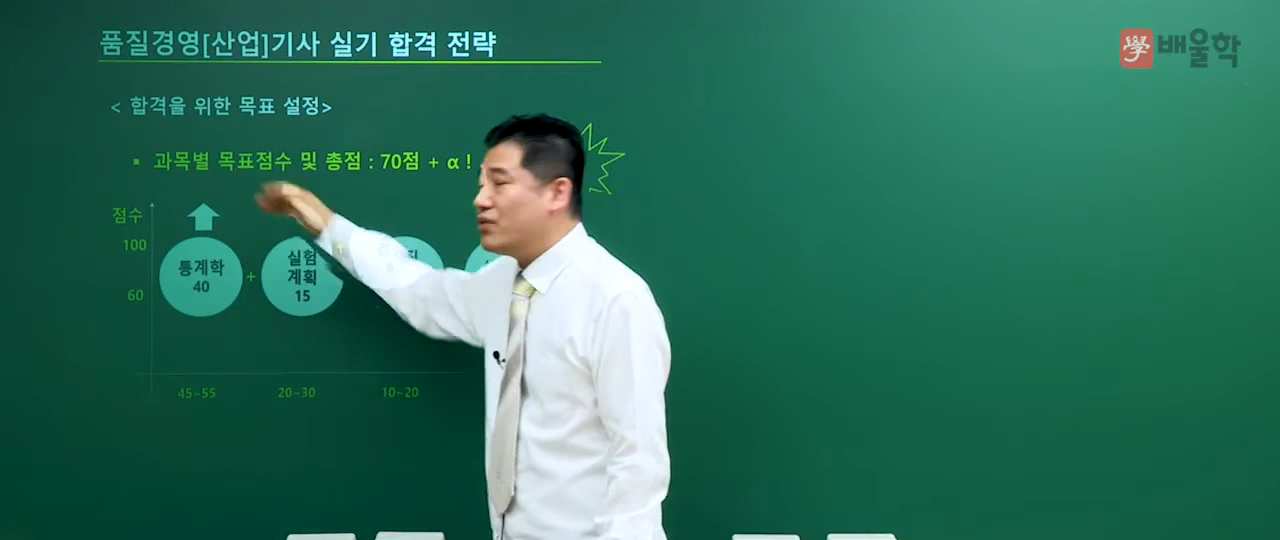 품질경영[산업]기사 실기 합격 전략
學 배울학
< 합격을 위한 목표 설정>
▪ 과목별 목표점수 및 총점 : 70점 + α !
점수
100
60
통계학
40
+
실험
계획
15
+
45~55
20~30
10~20